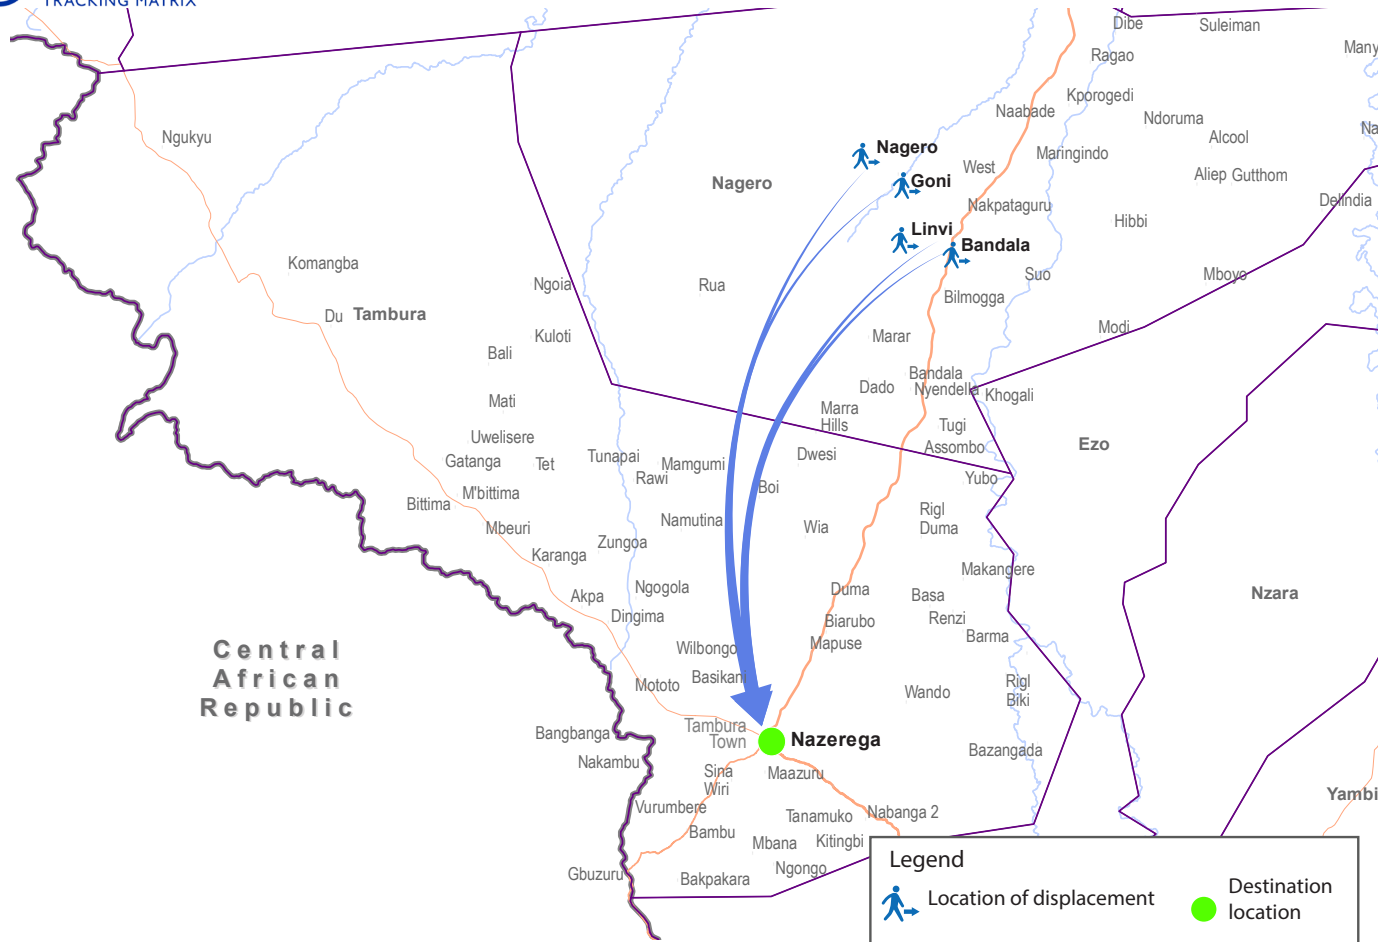 TRACKING MATRIX
Dibe
Suleiman
Ragao
Many
Kporogedi
Naabade
Ndoruma
Alcool
Na
Ngukyu
Nagero
West
Maringindo
Nagero
Goni
Aliep Gutthom
Nakpataguru
Delindia
Hibbi
Linvi
Bandala
Komangba
Ngoia
Rua
Suo
Mboyo
Bilmogga
Du
Tambura
Modi
Kuloti
Marar
Bali
Bandala
Dado
Nyendella
Khogali
Mati
Marra
Hills
Tugi
Uwelisere
Assombo
Ezo
Gatanga
Tet
Tunapai
Mamgumi
Dwesi
Rawi
Yubo
Boi
M'bittima
Bittima
Namutina
Wia
Rigl
Duma
Mbeuri
Zungoa
Karanga
Makangere
Ngogola
Duma
Basa
Nzara
Akpa
Dingima
Biarubo
Renzi
Barma
Central
African
Republic
Wilbongo
Mapuse
Basikani
Mototo
Wando
Rigl
Biki
Tambura
Town
Nazerega
Bangbanga
Nakambu
Bazangada
Sina
Wiri
Maazuru
Yambi
Vurumbere
Tanamuko
Nabanga 2
Bambu
Mbana
Kitingbi
Gbuzuru
Bakpakara
Ngongo
Legend
Location of displacement
Destination
location